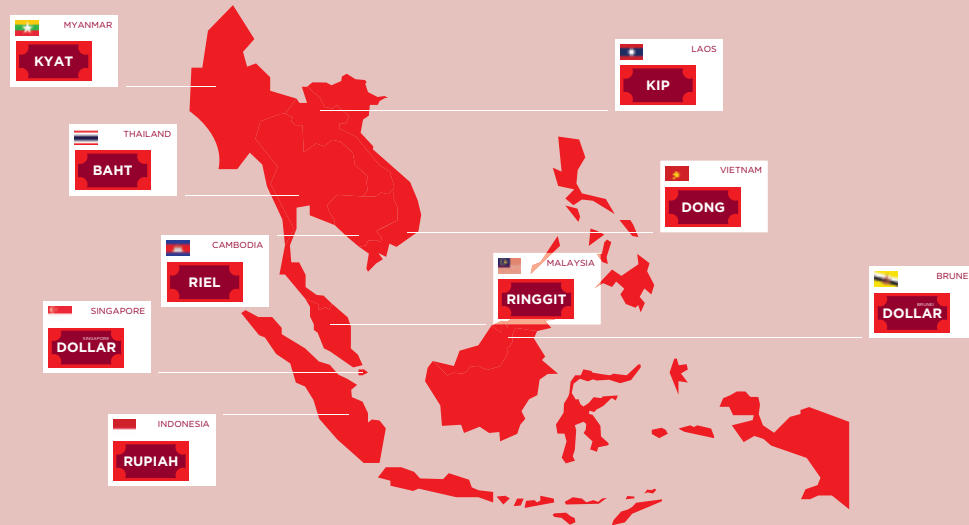 MYANMAR
KYAT
LAOS
KIP
THAILAND
BAHT
VIETNAM
DONG
CAMBODIA
RIEL
MALAYSIA
RINGGIT
BRUNE
BRUNEI
DOLLAR
SINGAPORE
SINGAPORE
DOLLAR
INDONESIA
RUPIAH